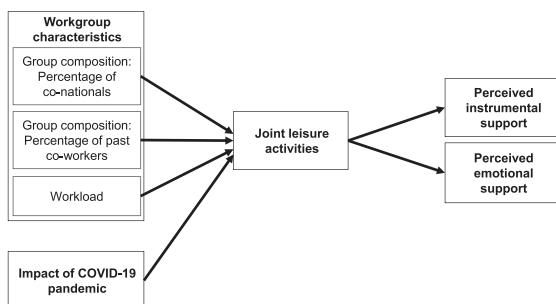 Workgroup
characteristics
Group composition:
Percentage of
co-nationals
Group composition:
Percentage of past
co-workers
Workload
Impact of COVID-19
pandemic
Joint leisure
activities
Perceived
instrumental
support
Perceived
emotional
support